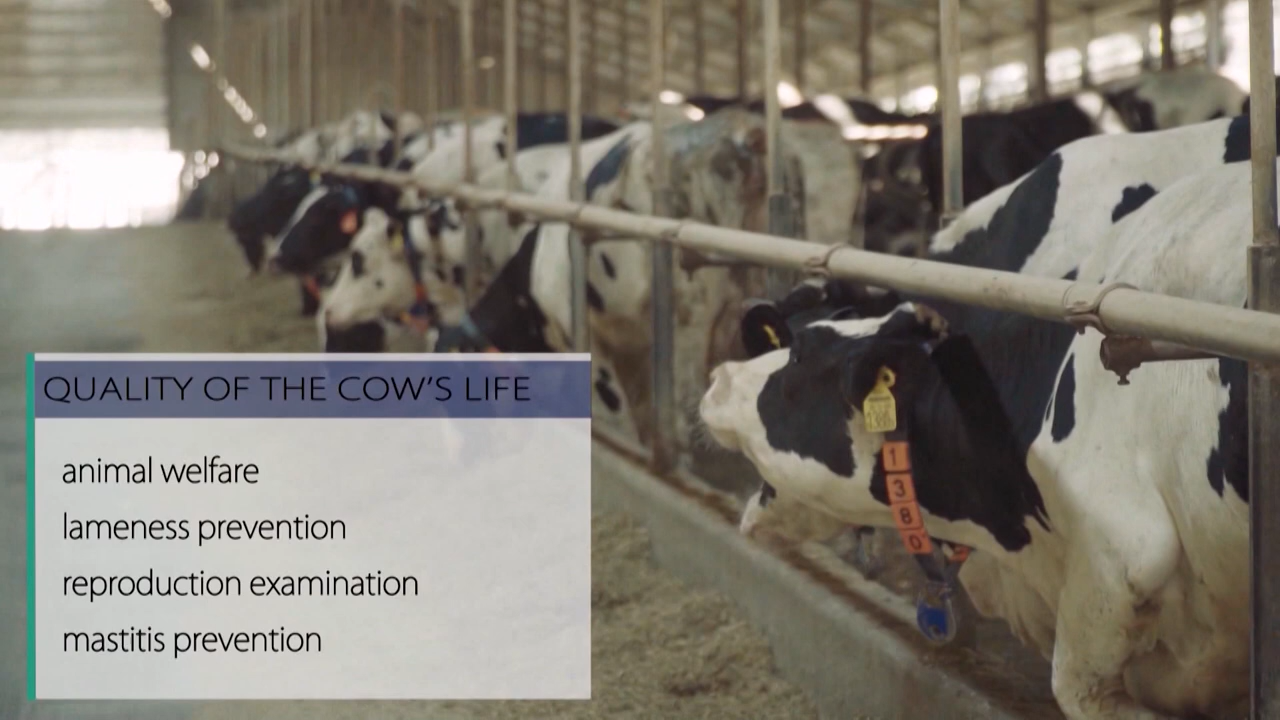 QUALITY OF THE COW'S LIFE
animal welfare
lameness prevention
reproduction examination
mastitis prevention
1
3
8
0